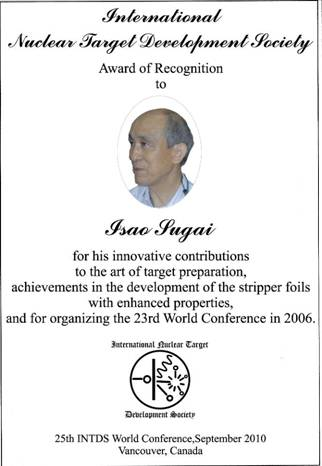 International
Nuclear Target Development Society
Award of Recognition
to
Isao Sugai
for his innovative contributions
to the art of target preparation,
achievements in the development of the stripper foils
with enhanced properties,
and for organizing the 23rd World Conference in 2006.
International Nuclear Target
Development Society
25th INTDS World Conference,September 2010
Vancouver, Canada